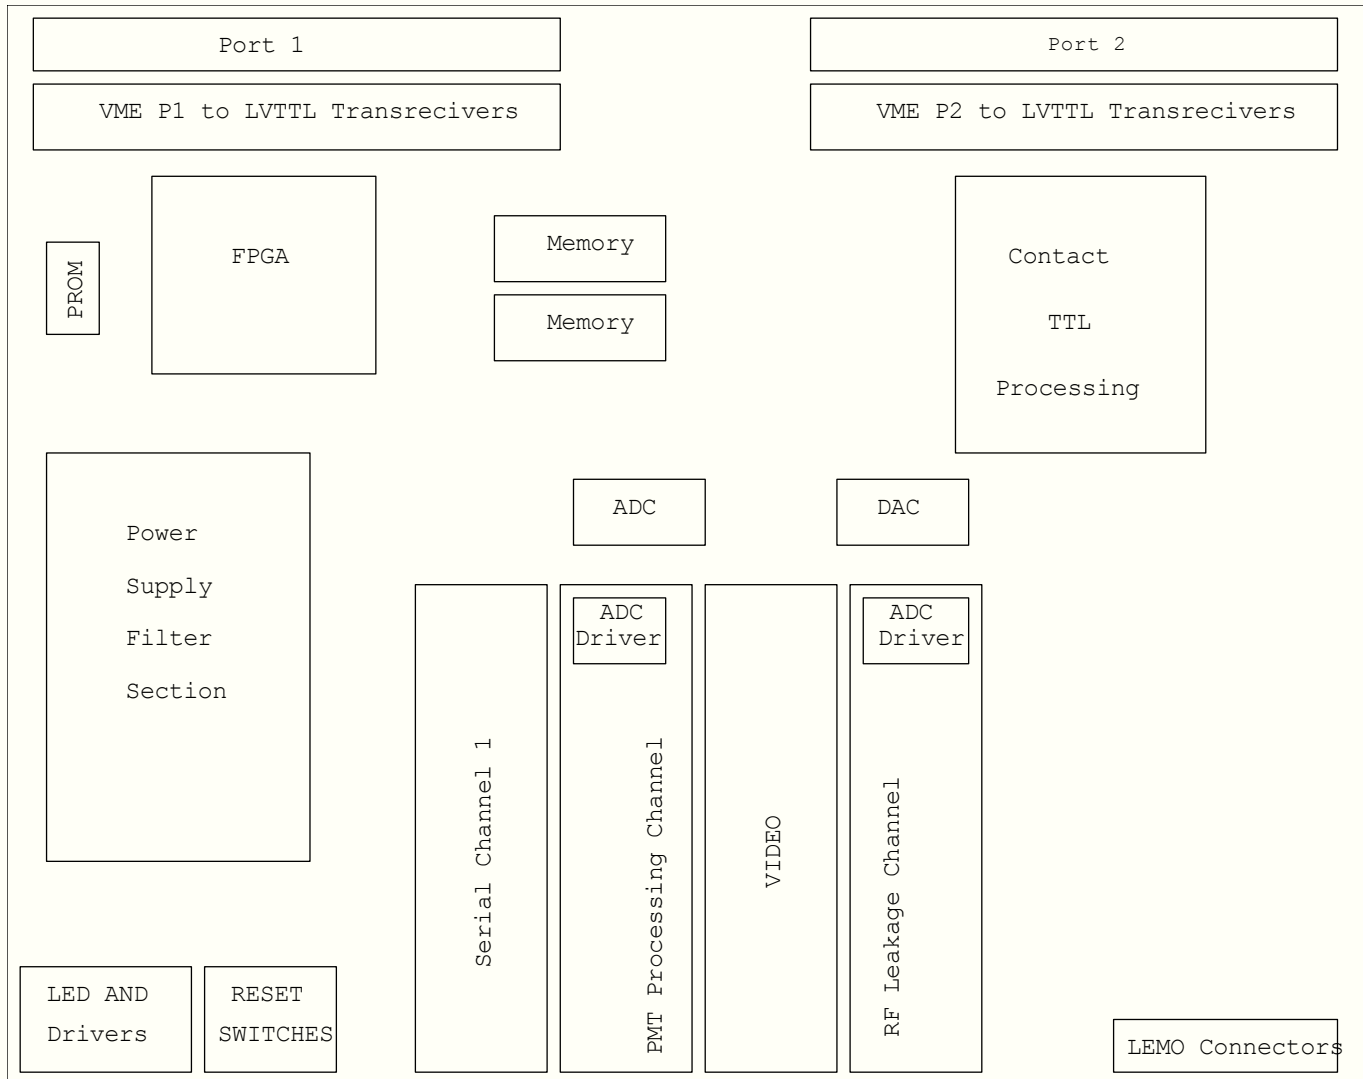 Port 1
Port 2
VME P1 to LVTTL Transrecivers
VME P2 to LVTTL Transrecivers
PROM
FPGA
Memory
Memory
Contact
TTL
Processing
Power
Supply
Filter
Section
ADC
DAC
ADC
Driver
ADC
Driver
Serial Channel 1
PMT Processing Channel
VIDEO
RF Leakage Channel
LED AND
Drivers
RESET
SWITCHES
LEMO Connectors